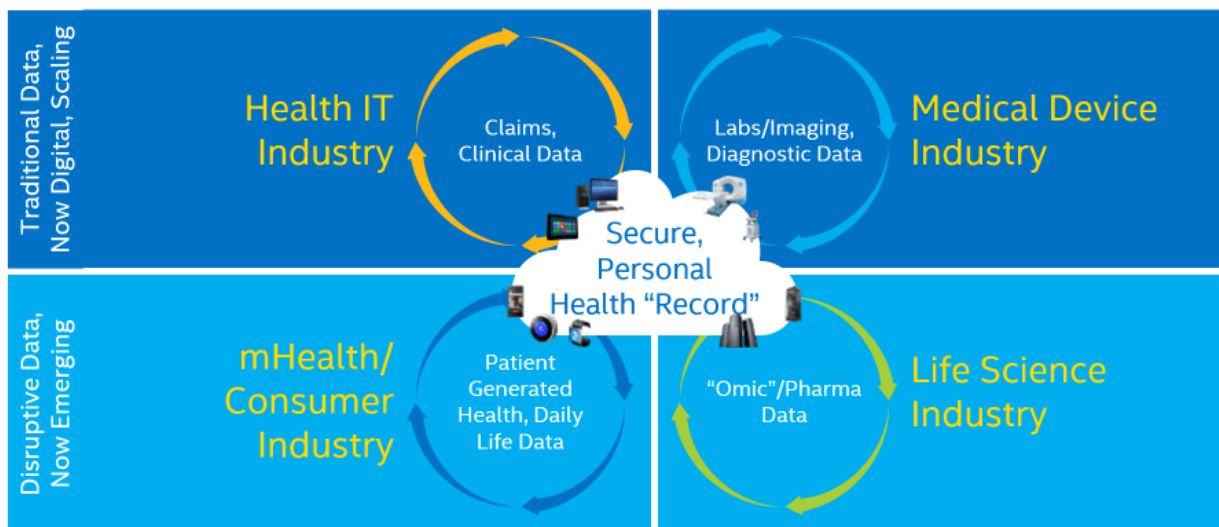 Traditional Data,
Now Digital, Scaling
Health IT
Industry
Claims,
Clinical Data
Labs/Imaging,
Diagnostic Data
Medical Device
Industry
Secure,
Personal
Health “Record”
Disruptive Data,
Now Emerging
mHealth/
Consumer
Industry
Patient
Generated
Health, Daily
Life Data
“Omic”/Pharma
Data
Life Science
Industry